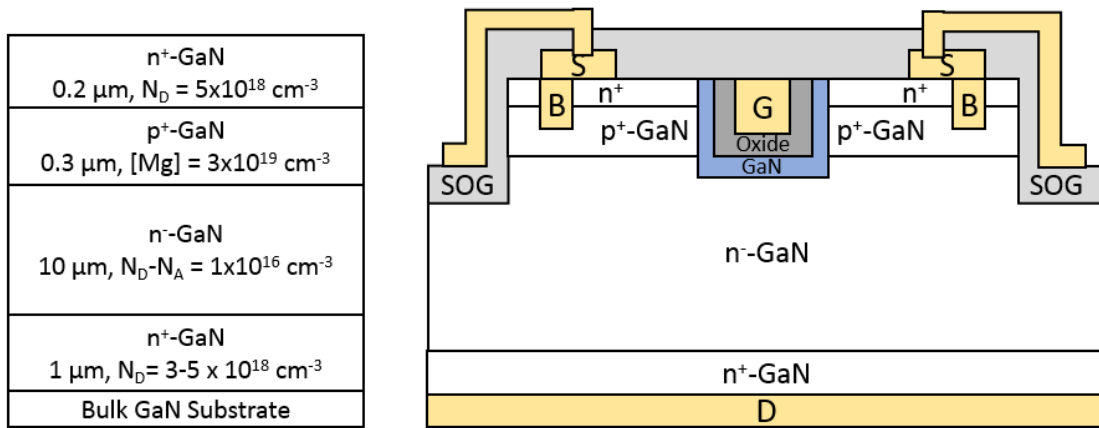 n⁺-GaN
0.2 µm, N_D = 5x10¹⁸ cm⁻³
p⁺-GaN
0.3 µm, [Mg] = 3x10¹⁹ cm⁻³
n⁻-GaN
10 µm, N_D-N_A = 1x10¹⁶ cm⁻³
n⁺-GaN
1 µm, N_D= 3-5 x 10¹⁸ cm⁻³
Bulk GaN Substrate
S
S
n⁺
n⁺
B
G
B
p⁺-GaN
p⁺-GaN
Oxide
GaN
SOG
SOG
n⁻-GaN
n⁺-GaN
D